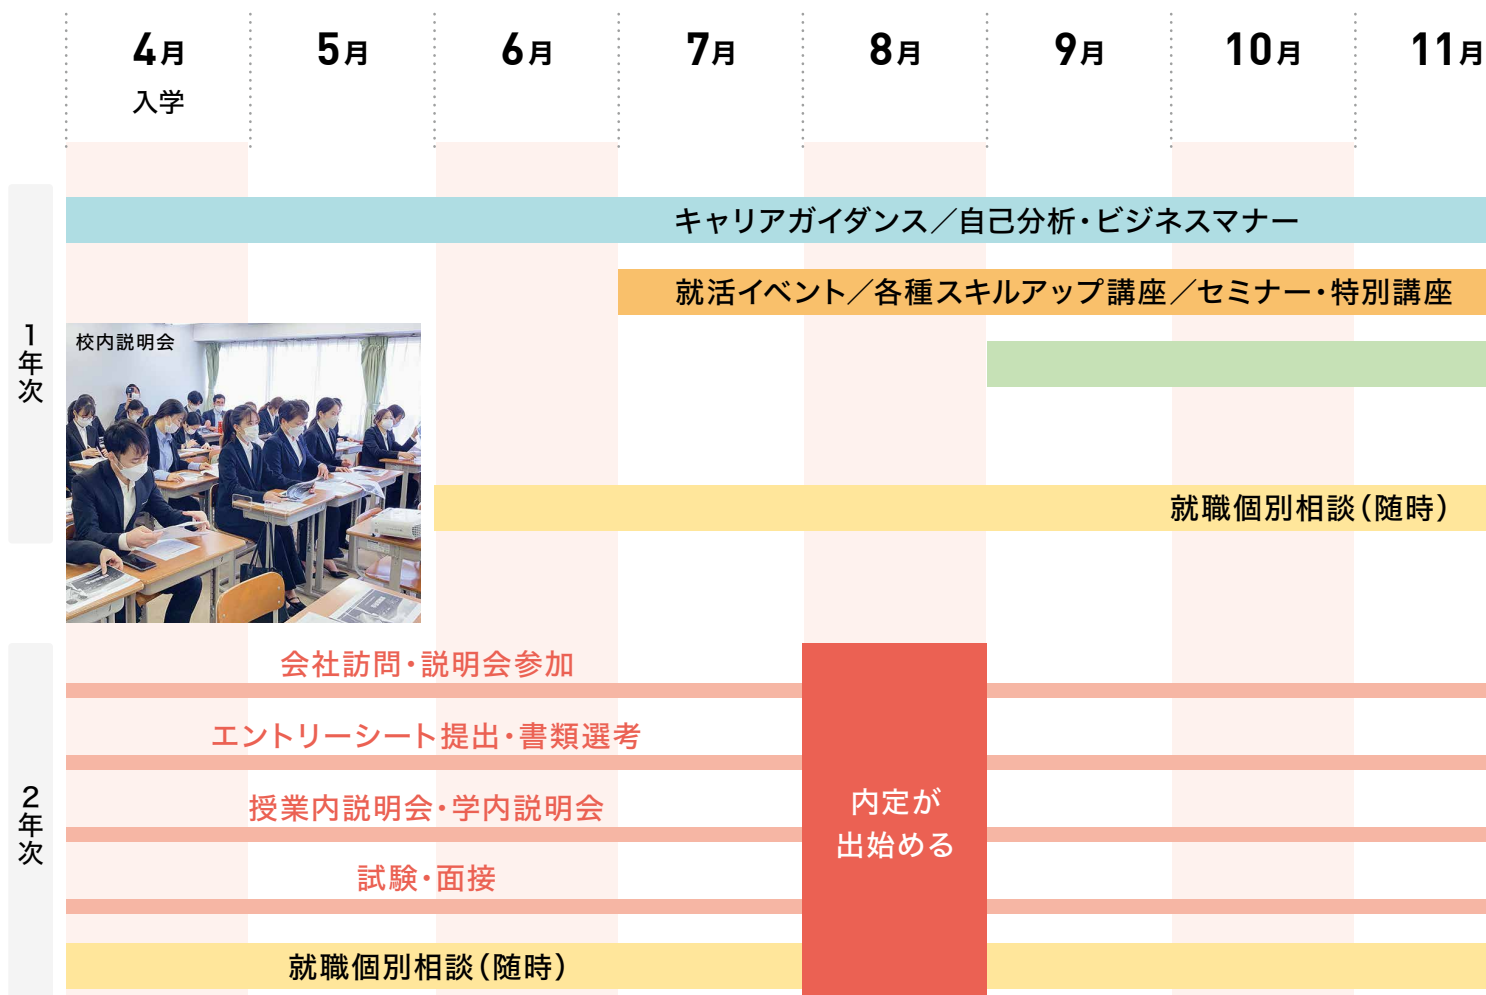 4月
5月
6月
7月
8月
9月
10月
11月
入学
1年次
キャリアガイダンス／自己分析・ビジネスマナー
就活イベント／各種スキルアップ講座／セミナー・特別講座
校内説明会
就職個別相談（随時）
2年次
会社訪問・説明会参加
エントリーシート提出・書類選考
授業内説明会・学内説明会
試験・面接
内定が
出始める
就職個別相談（随時）